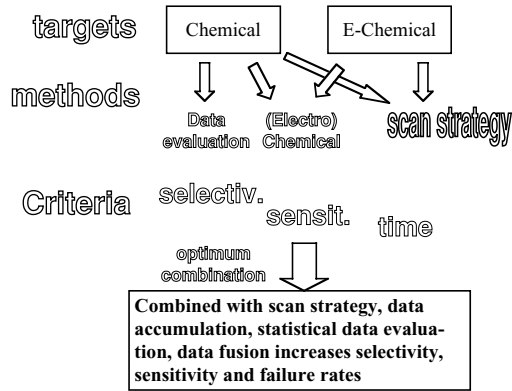 targets
Chemical
E-Chemical
methods
Data
evaluation
(Electro)
Chemical
scan strategy
Criteria
selectiv.
sensit.
time
optimum
combination
Combined with scan strategy, data
accumulation, statistical data evalua-
tion, data fusion increases selectivity,
sensitivity and failure rates